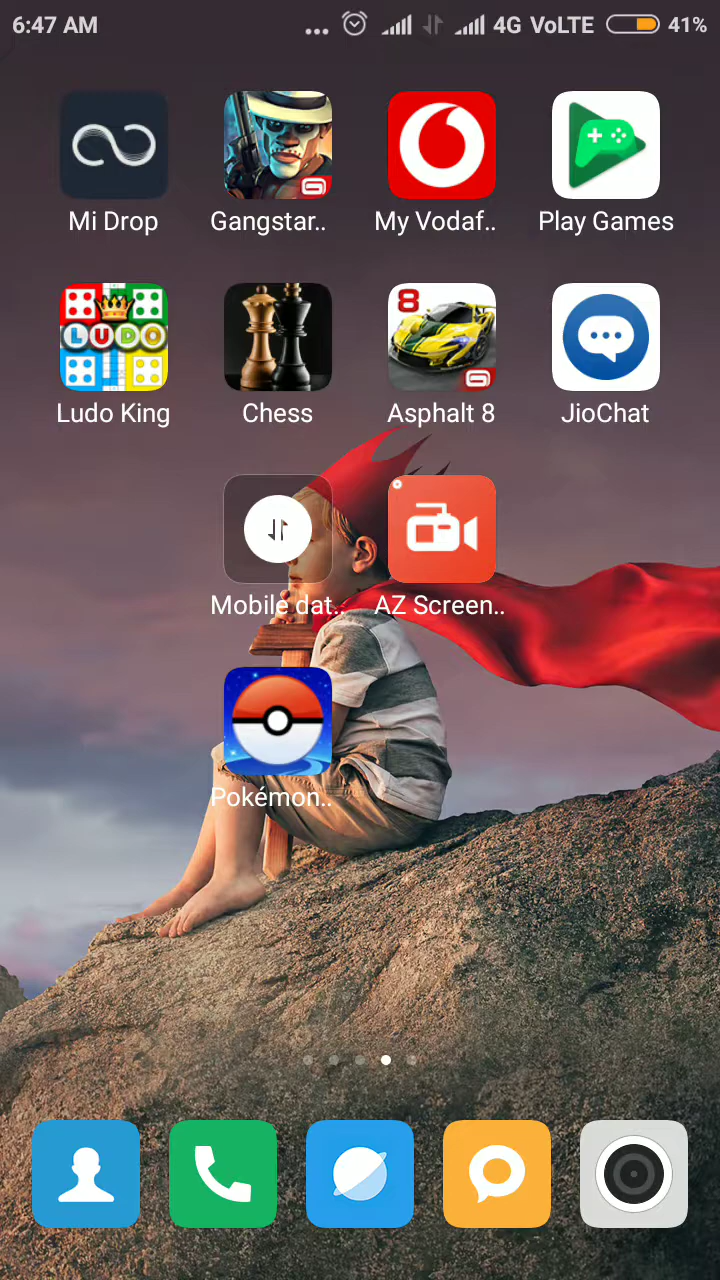 6:47 AM ... 4G VoLTE 41%
Mi Drop Gangstar.. My Vodaf.. Play Games
LUDO 8
Ludo King Chess Asphalt 8 JioChat
Mobile dat.. AZ Screen..
Pokémon..